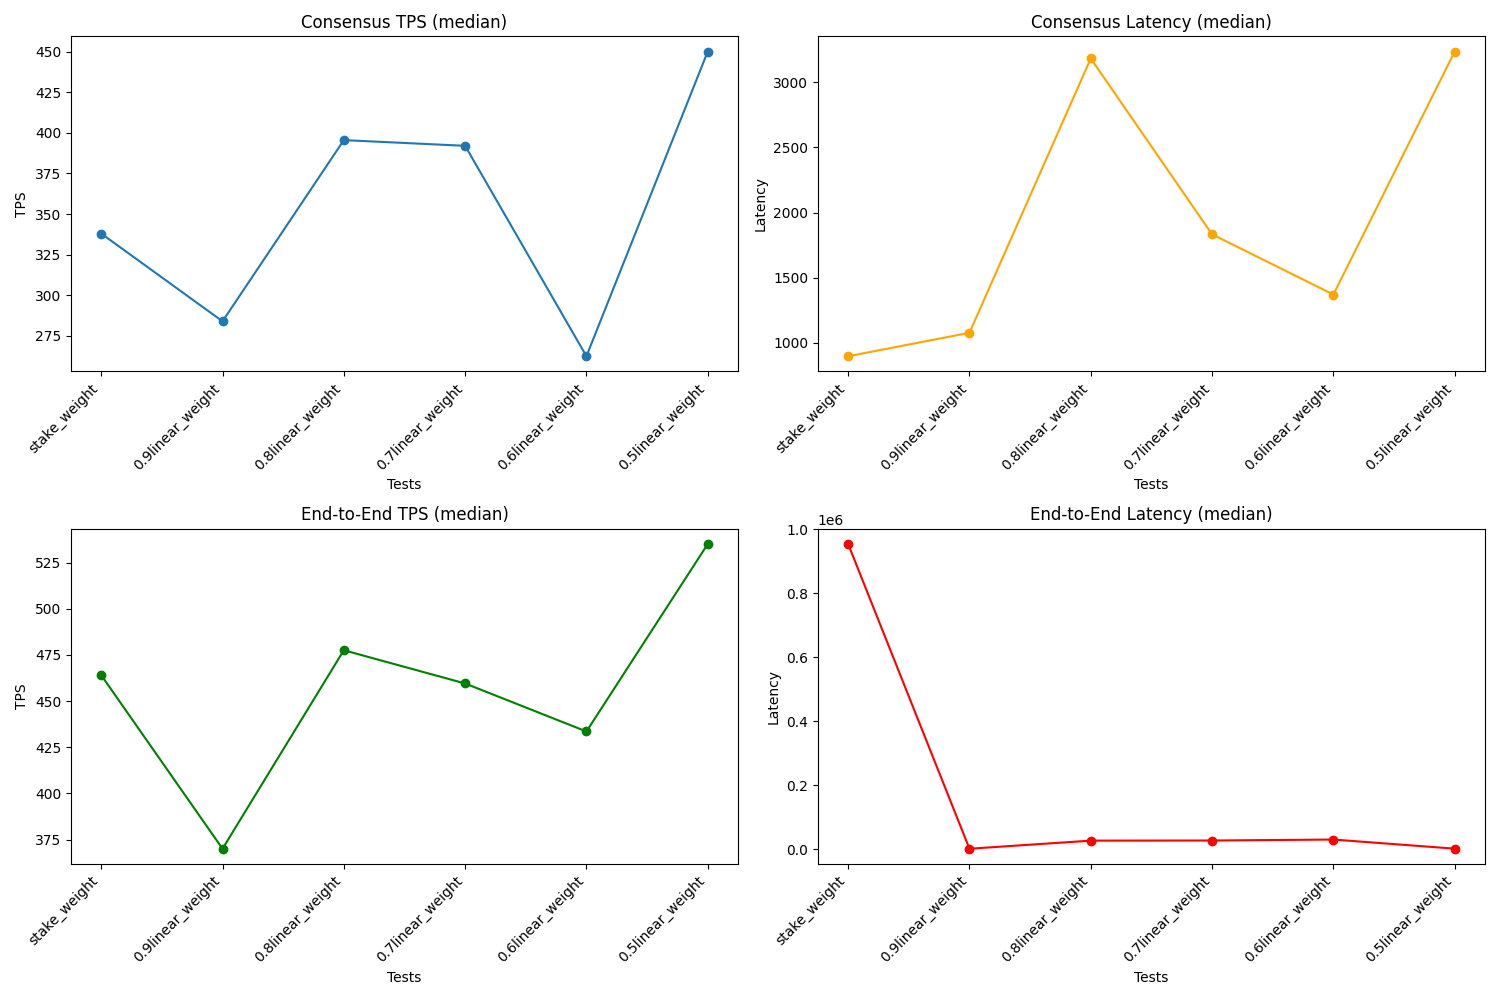 Consensus TPS (median)
TPS
450
425
400
375
350
325
300
275
stake_weight
0.9linear_weight
0.8linear_weight
0.7linear_weight
0.6linear_weight
0.5linear_weight
Tests
Consensus Latency (median)
Latency
3000
2500
2000
1500
1000
stake_weight
0.9linear_weight
0.8linear_weight
0.7linear_weight
0.6linear_weight
0.5linear_weight
Tests
End-to-End TPS (median)
TPS
525
500
475
450
425
400
375
stake_weight
0.9linear_weight
0.8linear_weight
0.7linear_weight
0.6linear_weight
0.5linear_weight
Tests
End-to-End Latency (median)
1e6
Latency
1.0
0.8
0.6
0.4
0.2
0.0
stake_weight
0.9linear_weight
0.8linear_weight
0.7linear_weight
0.6linear_weight
0.5linear_weight
Tests